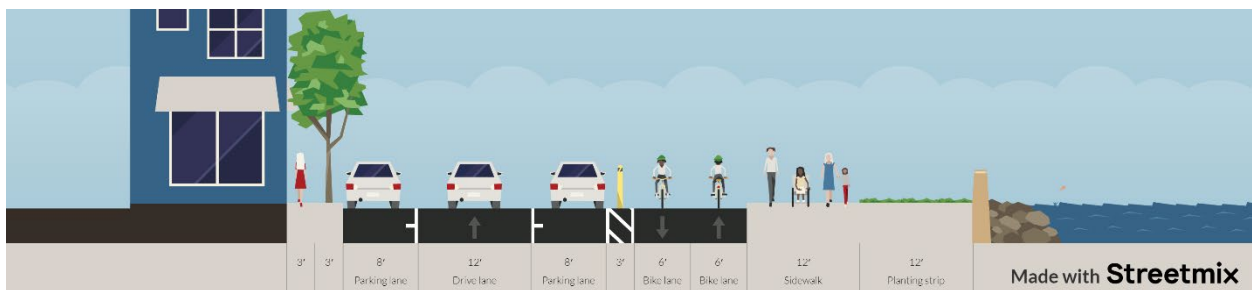 3' 3' 8' 12' 8' 3' 6' 6' 12' 12'
Parking lane Drive lane Parking lane Bike lane Bike lane Sidewalk Planting strip
Made with Streetmix